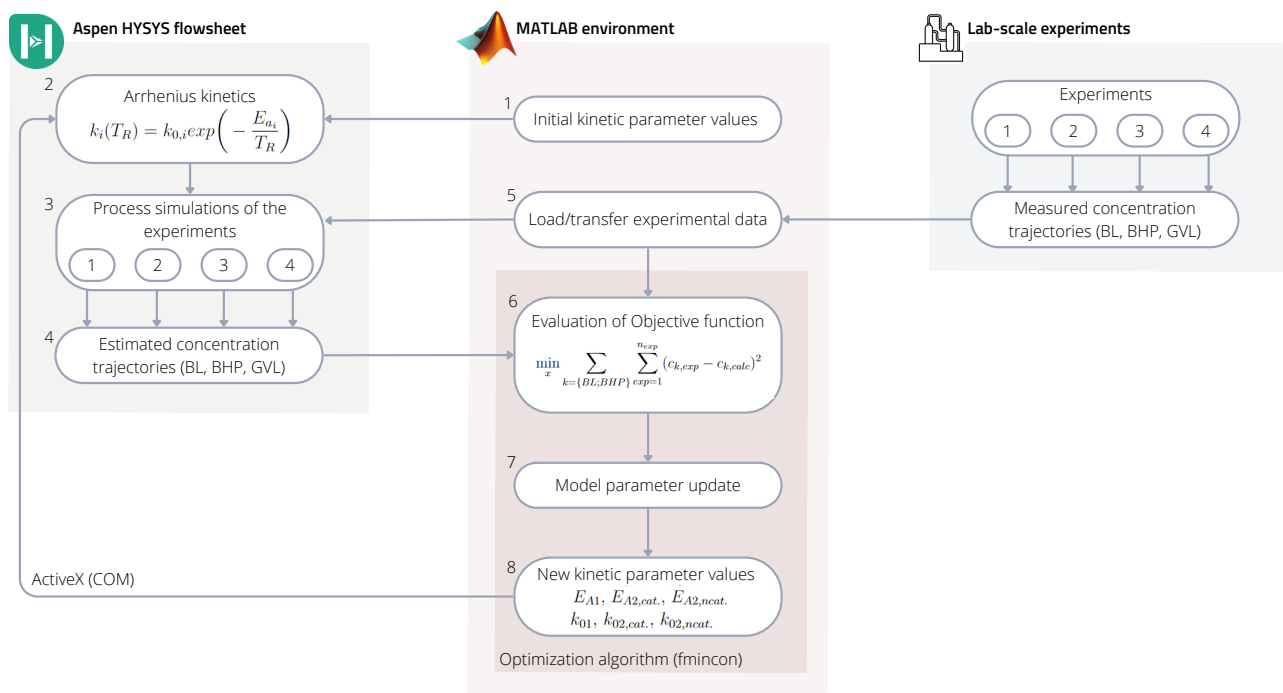 Aspen HYSYS flowsheet
2
Arrhenius kinetics
k_i(T_R) = k_{0,i}exp(- E_{a_i}/T_R)
3
Process simulations of the
experiments
1 2 3 4
4
Estimated concentration
trajectories (BL, BHP, GVL)
ActiveX (COM)
MATLAB environment
1
Initial kinetic parameter values
5
Load/transfer experimental data
6
Evaluation of Objective function
min_x ∑_{k={BL;BHP}} ∑_{exp=1}^{n_{exp}} (c_{k,exp} − c_{k,calc})^2
7
Model parameter update
8
New kinetic parameter values
E_{A1}, E_{A2,cat.}, E_{A2,ncat.}
k_{01}, k_{02,cat.}, k_{02,ncat.}
Optimization algorithm (fmincon)
Lab-scale experiments
Experiments
1 2 3 4
Measured concentration
trajectories (BL, BHP, GVL)